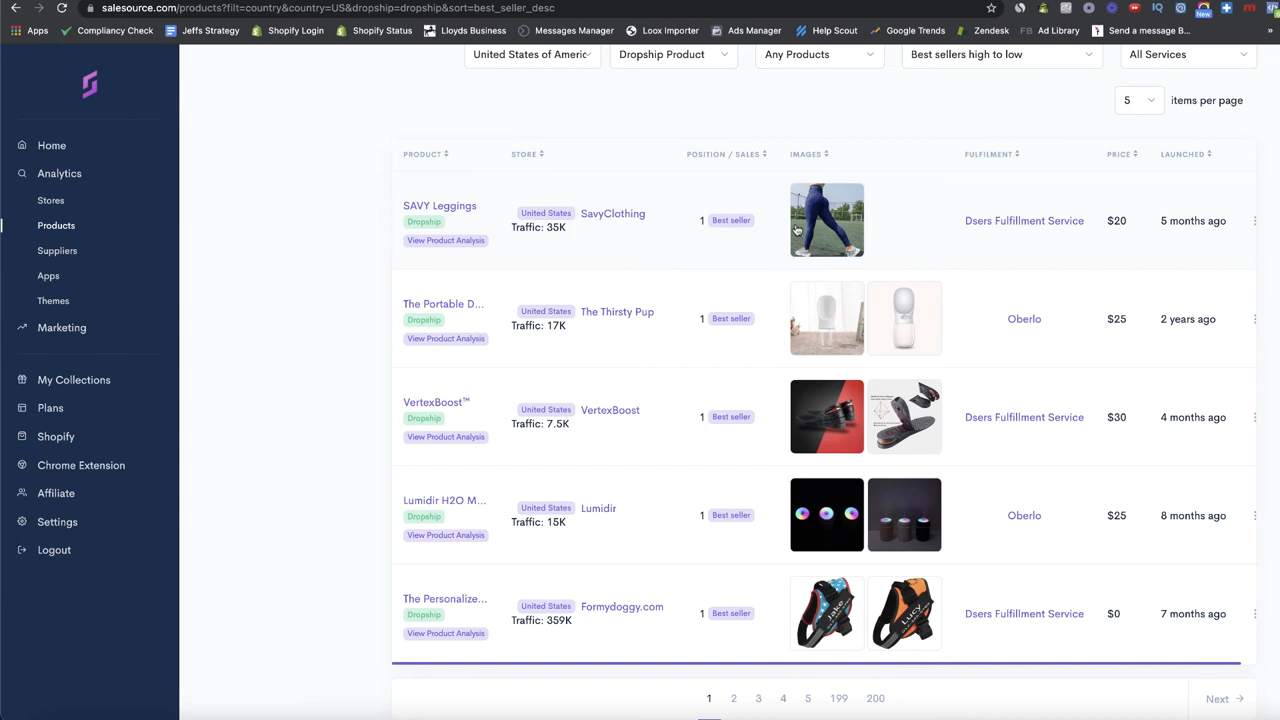 salesource.com/products?filt=country&country=US&dropship=dropship&sort=best_seller_desc
New
Apps Compliancy Check Jeffs Strategy Shopify Login Shopify Status Lloyds Business Messages Manager Loox Importer Ads Manager Help Scout Google Trends Zendesk FB Ad Library Send a message B... »
United States of Americ Dropship Product Any Products Best sellers high to low All Services
5 items per page
Home
Analytics
Stores
Products
Suppliers
Apps
Themes
Marketing
My Collections
Plans
Shopify
Chrome Extension
Affiliate
Settings
Logout
PRODUCT STORE POSITION / SALES IMAGES FULFILMENT PRICE LAUNCHED
SAVY Leggings
Dropship
View Product Analysis
United States SavyClothing
Traffic: 35K
1 Best seller
Dsers Fulfillment Service
$20
5 months ago
The Portable D...
Dropship
View Product Analysis
United States The Thirsty Pup
Traffic: 17K
1 Best seller
Oberlo
$25
2 years ago
VertexBoost™
Dropship
View Product Analysis
United States VertexBoost
Traffic: 7.5K
1 Best seller
Dsers Fulfillment Service
$30
4 months ago
Lumidir H2O M...
Dropship
View Product Analysis
United States Lumidir
Traffic: 15K
1 Best seller
Oberlo
$25
8 months ago
The Personalize...
Dropship
View Product Analysis
United States Formydoggy.com
Traffic: 359K
1 Best seller
Jake
Lucy
Dsers Fulfillment Service
$0
7 months ago
1 2 3 4 5 199 200
Next →